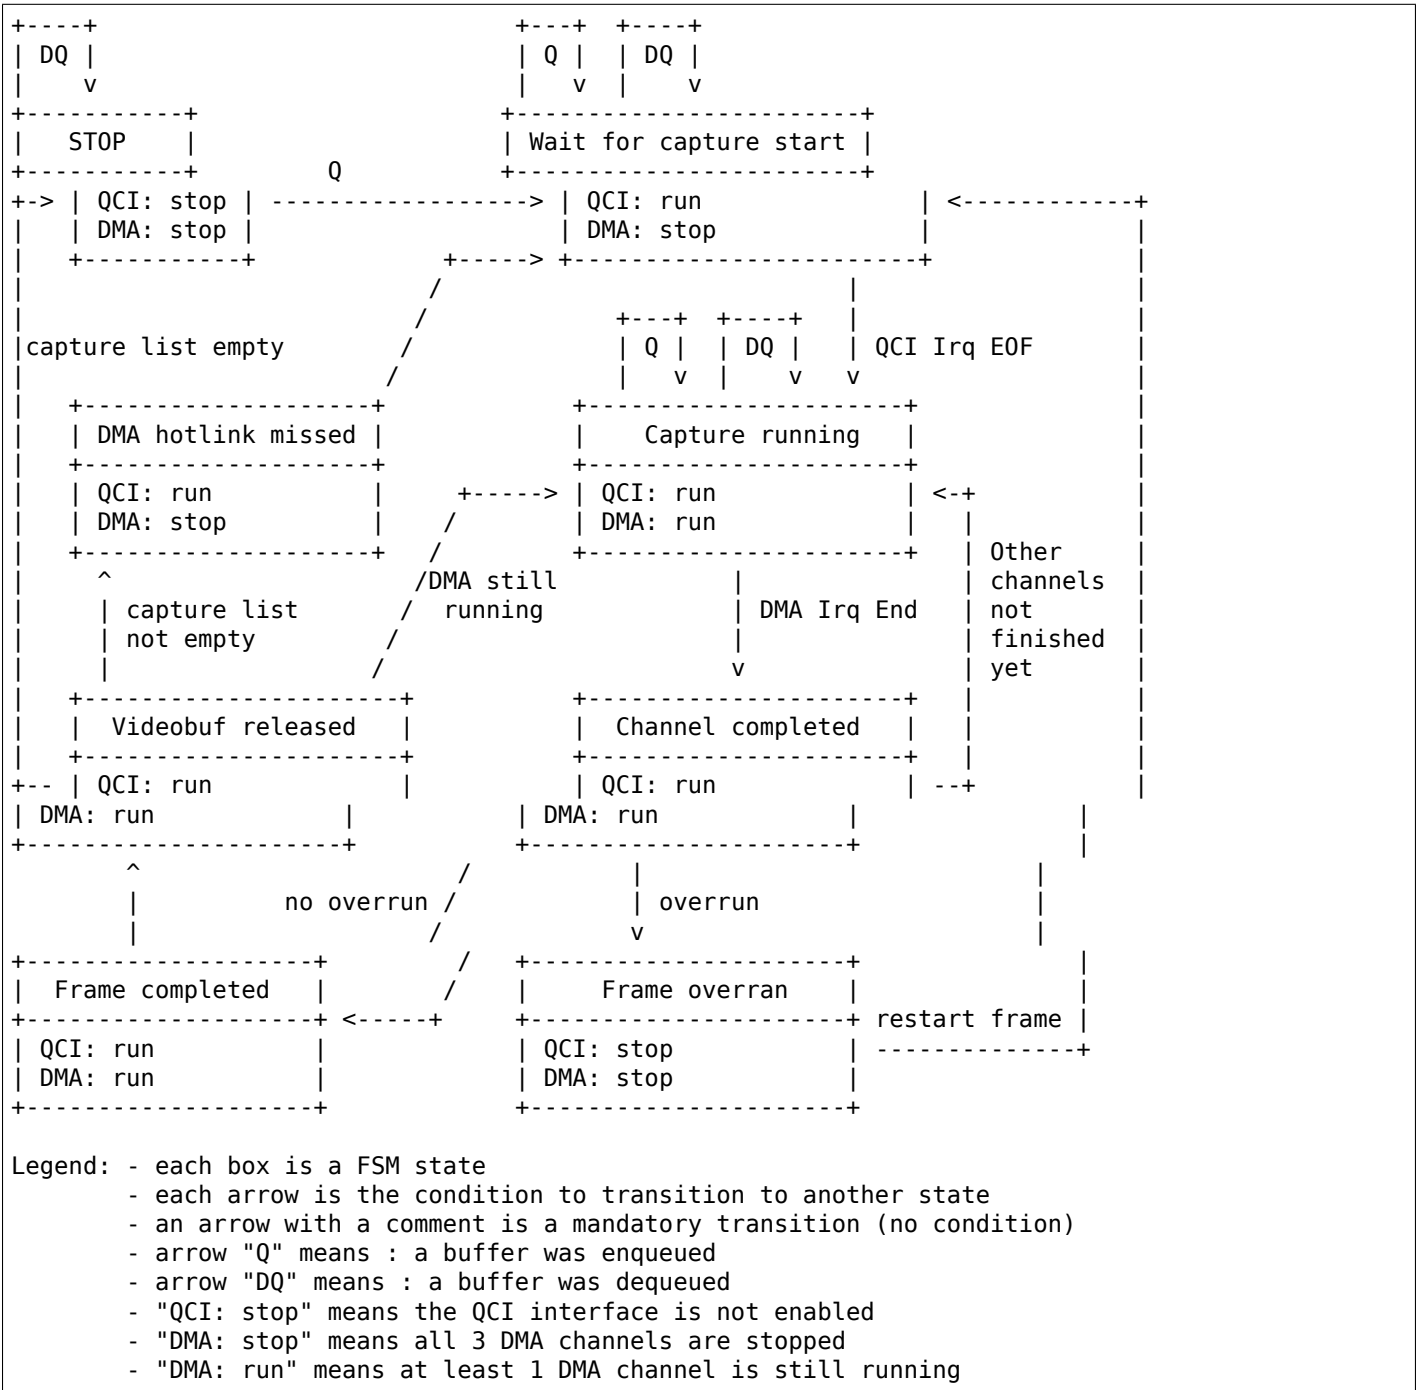 +----+                             +---+  +----+
| DQ |                             | Q |  | DQ |
|    v                             |   v  |    v
+-----------+                     +------------------------+
|   STOP    |                     | Wait for capture start |
+-----------+         Q           +------------------------+
+-> | QCI: stop | ------------------> | QCI: run               | <------------+
|   | DMA: stop |                     | DMA: stop              |              |
|   +-----------+             +-----> +------------------------+              |
|                            /                            |                   |
|                           /             +---+  +----+   |                   |
|capture list empty        /              | Q |  | DQ |   | QCI Irq EOF       |
|                         /               |   v  |    v   v                   |
|   +--------------------+             +----------------------+               |
|   | DMA hotlink missed |             |    Capture running   |               |
|   +--------------------+             +----------------------+               |
|   | QCI: run           |     +-----> | QCI: run             | <-+           |
|   | DMA: stop          |    /        | DMA: run             |   |           |
|   +--------------------+   /         +----------------------+   | Other     |
|     ^                     /DMA still            |               | channels  |
|     | capture list       /  running             | DMA Irq End   | not       |
|     | not empty         /                       |               | finished  |
|     |                  /                        v               | yet       |
|   +----------------------+           +----------------------+   |           |
|   |  Videobuf released   |           |  Channel completed   |   |           |
|   +----------------------+           +----------------------+   |           |
+-- | QCI: run             |           | QCI: run             | --+           |
| DMA: run             |           | DMA: run             |               |
+----------------------+           +----------------------+               |
        ^                      /           |                           |
        |          no overrun /            | overrun                   |
        |                    /             v                           |
+--------------------+         /   +----------------------+               |
|  Frame completed   |        /    |     Frame overran    |               |
+--------------------+ <-----+     +----------------------+ restart frame |
| QCI: run           |             | QCI: stop            | --------------+
| DMA: run           |             | DMA: stop            |
+--------------------+             +----------------------+

Legend: - each box is a FSM state
        - each arrow is the condition to transition to another state
        - an arrow with a comment is a mandatory transition (no condition)
        - arrow "Q" means : a buffer was enqueued
        - arrow "DQ" means : a buffer was dequeued
        - "QCI: stop" means the QCI interface is not enabled
        - "DMA: stop" means all 3 DMA channels are stopped
        - "DMA: run" means at least 1 DMA channel is still running